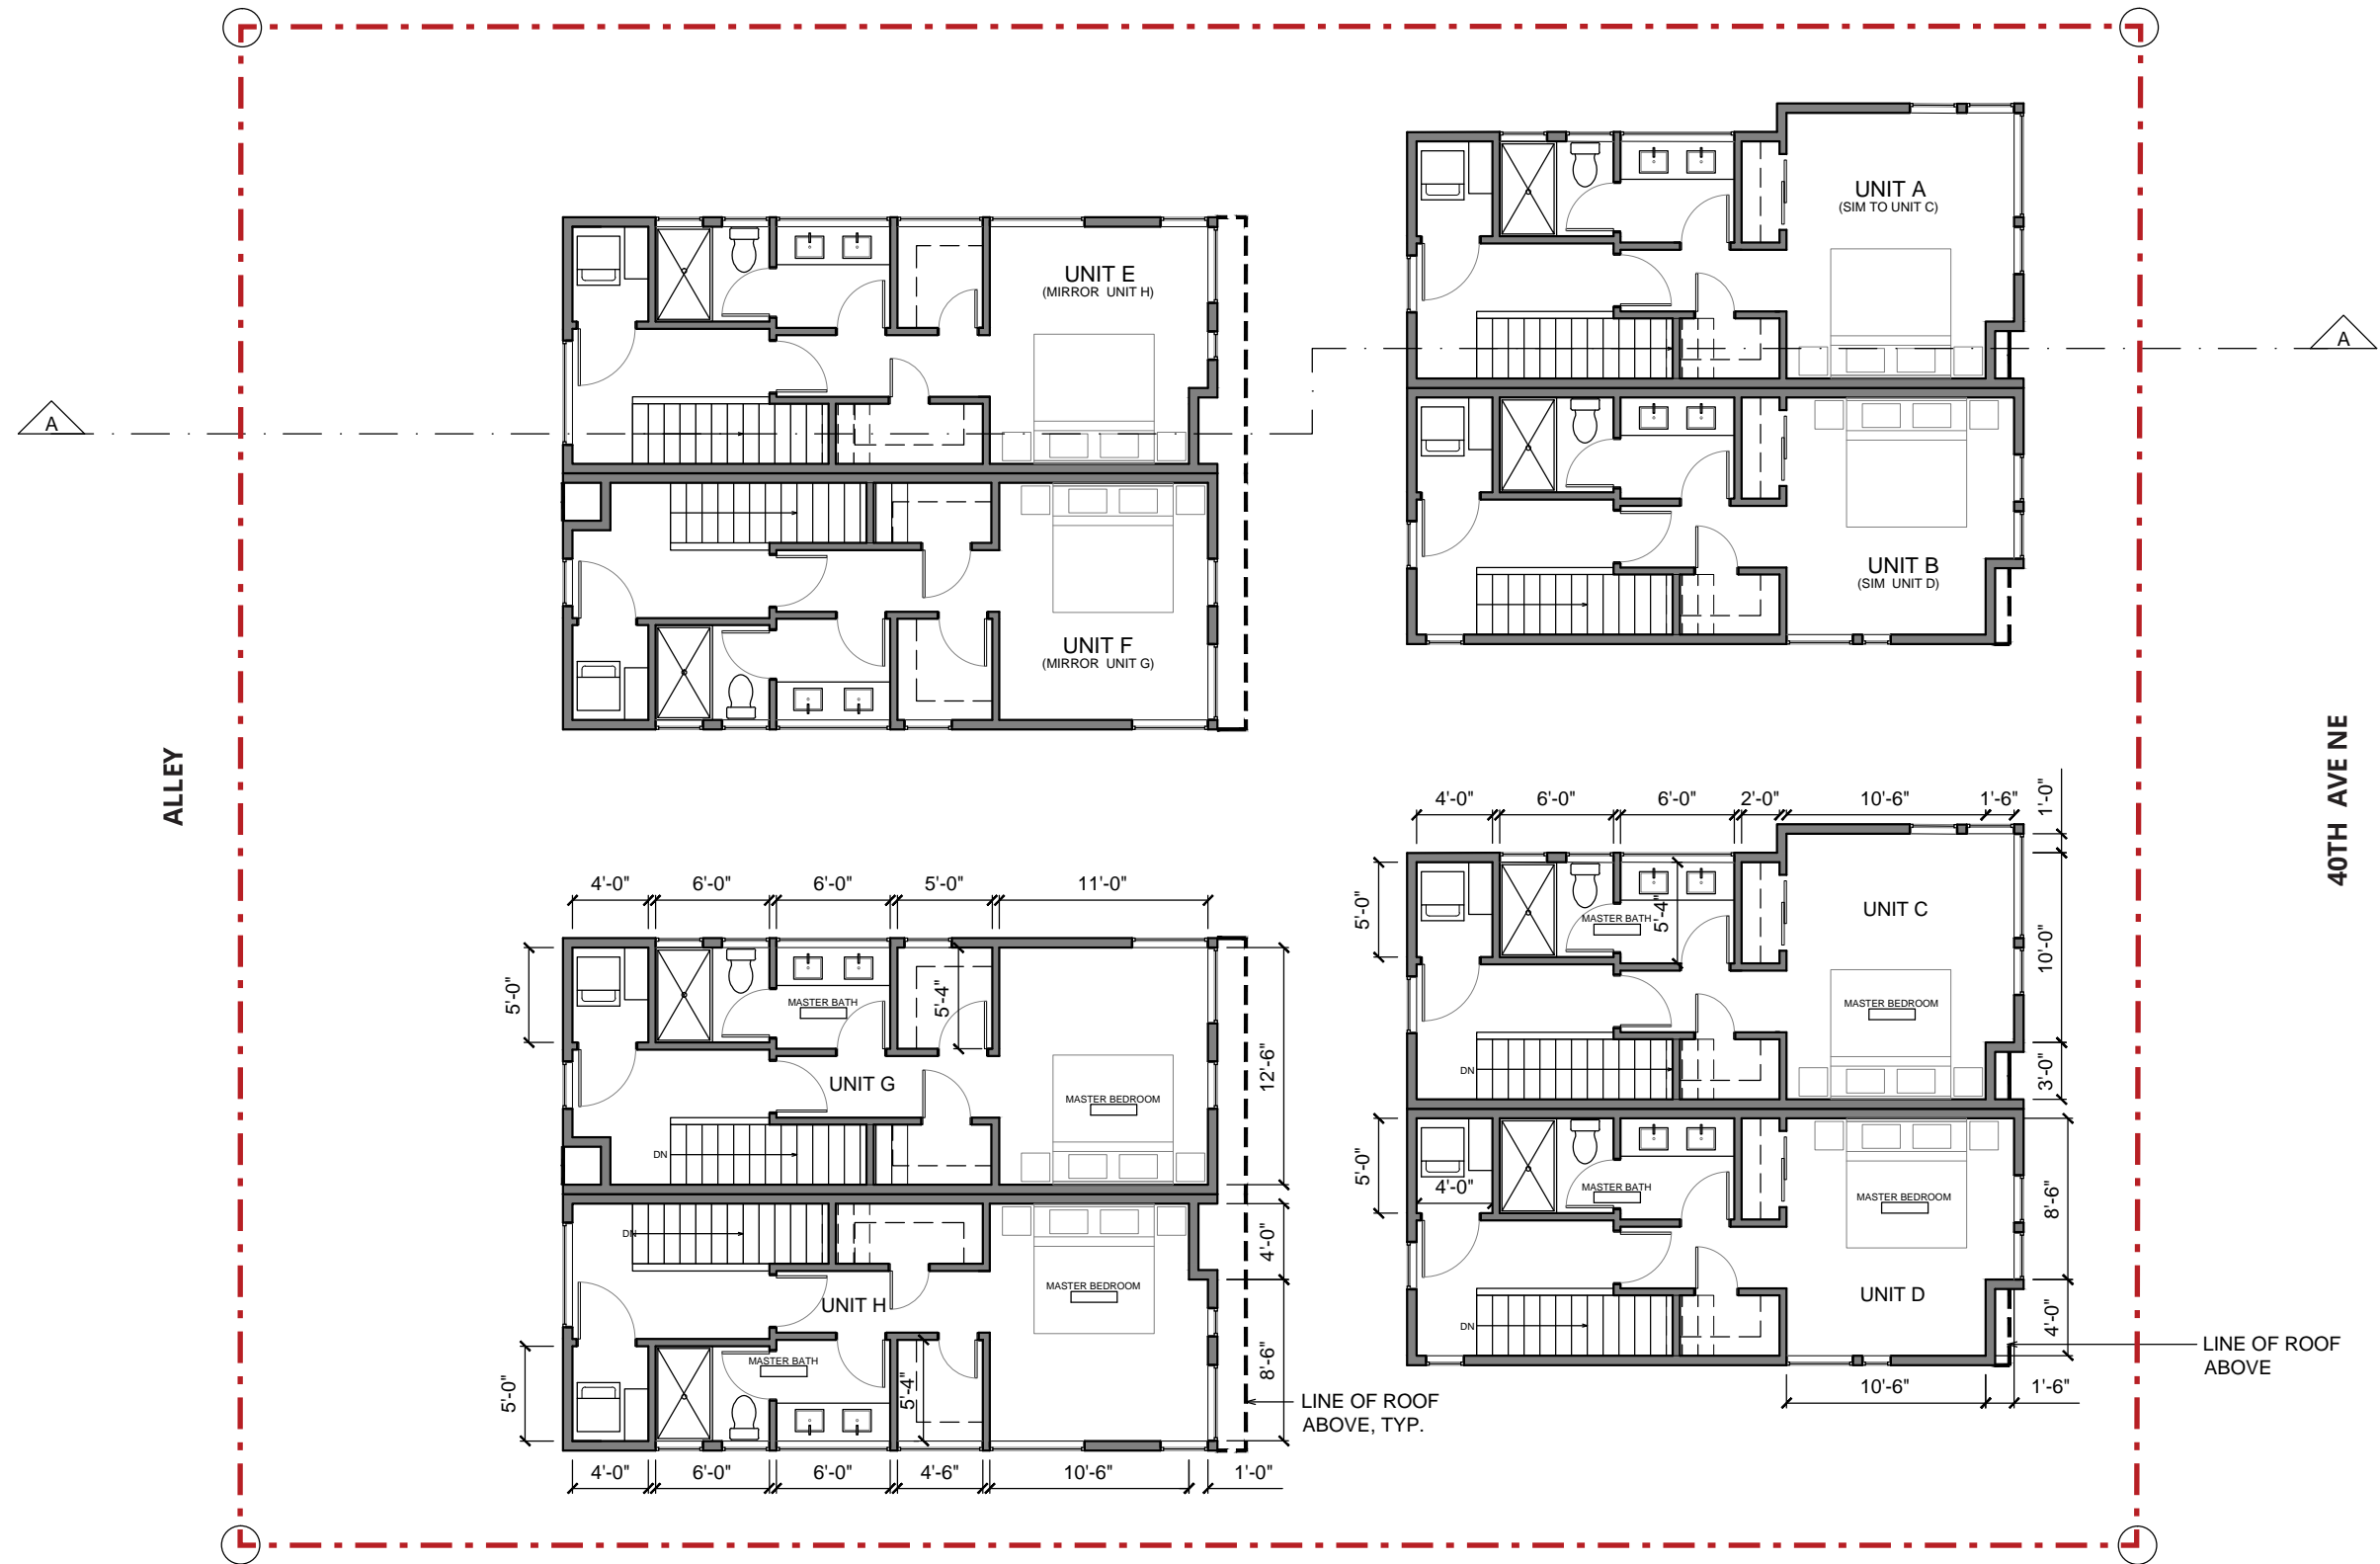 UNIT A
(SIM TO UNIT C)
UNIT E
(MIRROR UNIT H)
A
A
UNIT B
(SIM UNIT D)
UNIT F
(MIRROR UNIT G)
ALLEY
40TH AVE NE
4'-0" 6'-0" 6'-0" 2'-0" 10'-6" 1'-6" 1'-0"
5'-0"
5'-4"
MASTER BATH
UNIT C
10'-0"
MASTER BEDROOM
DN
3'-0"
4'-0" 6'-0" 6'-0" 5'-0" 11'-0"
5'-0"
5'-4"
MASTER BATH
UNIT G
12'-6"
MASTER BEDROOM
DN
5'-0"
4'-0"
MASTER BATH
MASTER BEDROOM
8'-6"
UNIT D
DN
4'-0"
LINE OF ROOF
ABOVE
10'-6" 1'-6"
DN
4'-0"
MASTER BEDROOM
UNIT H
MASTER BATH
5'-0"
5'-4"
8'-6"
LINE OF ROOF
ABOVE, TYP.
4'-0" 6'-0" 6'-0" 4'-6" 10'-6" 1'-0"